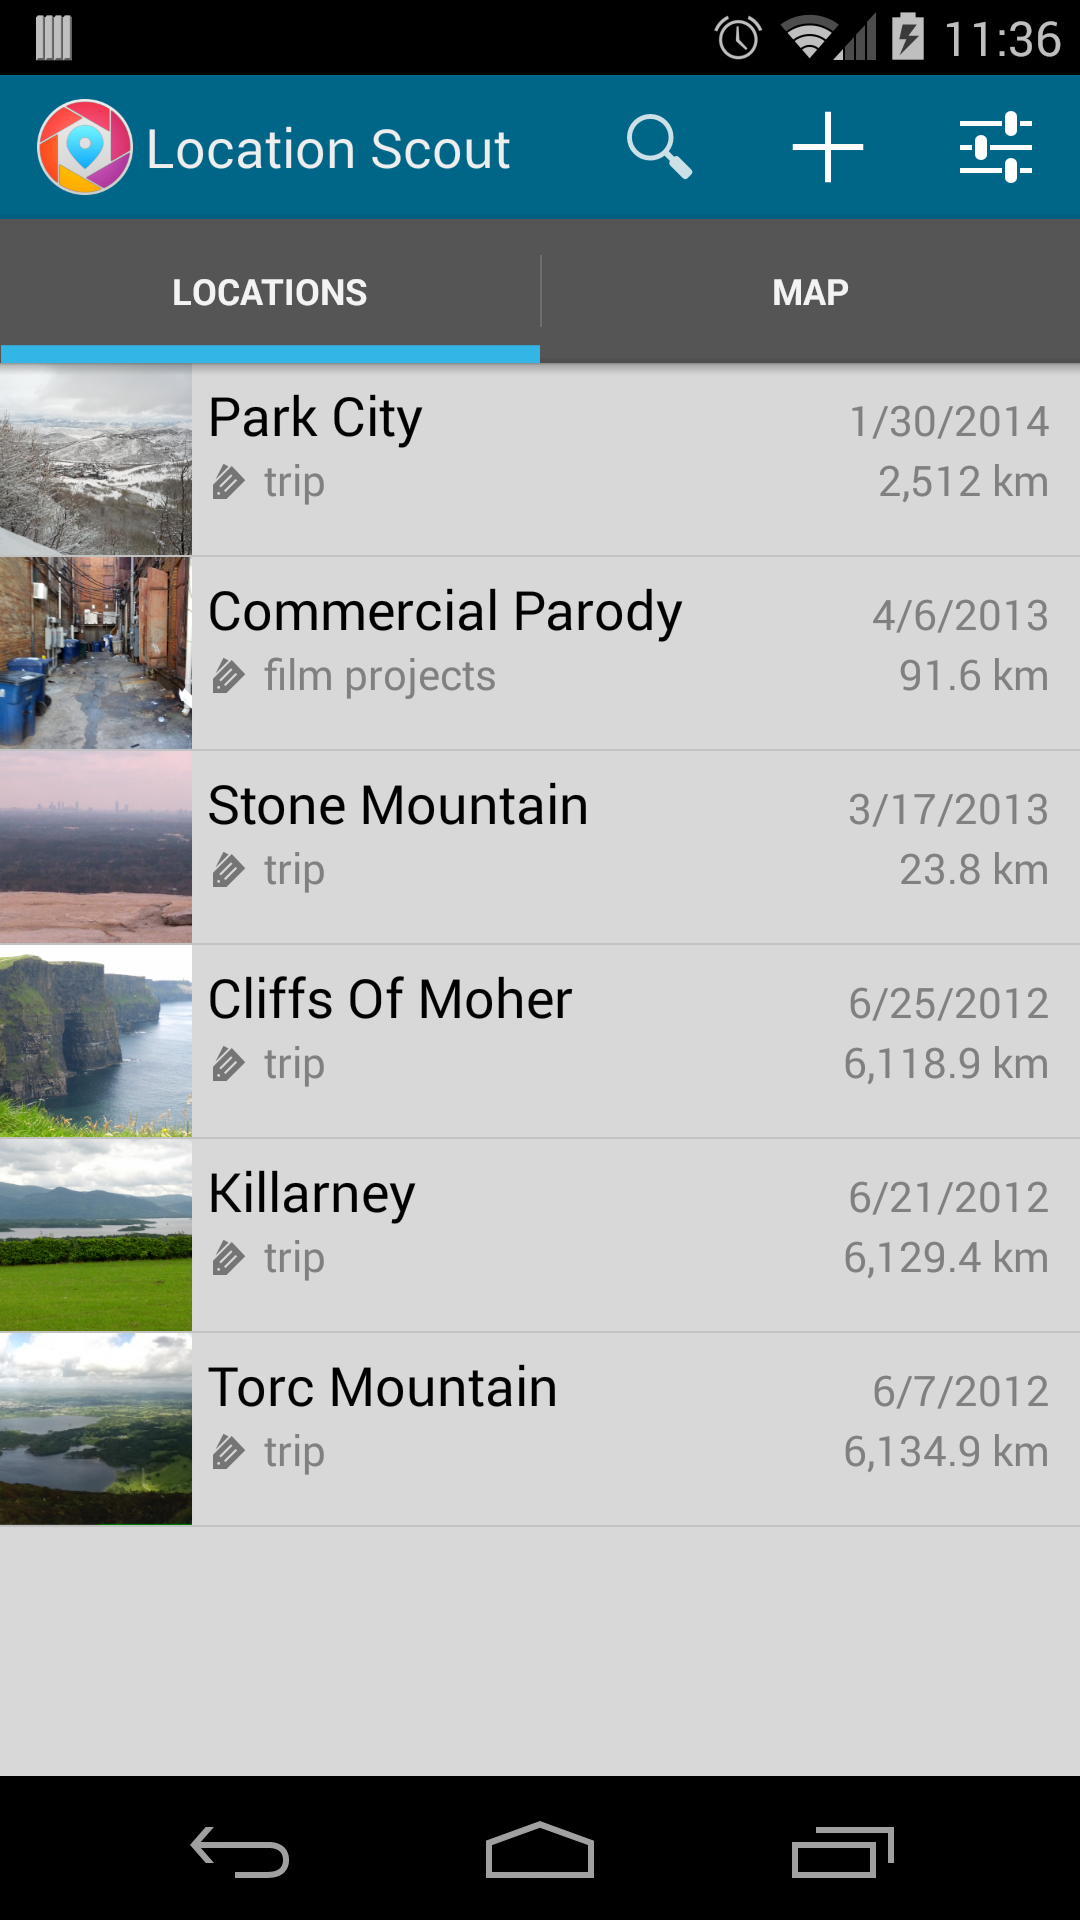 11:36
Location Scout
LOCATIONS
MAP
Park City
1/30/2014
trip
2,512 km
Commercial Parody
4/6/2013
film projects
91.6 km
Stone Mountain
3/17/2013
trip
23.8 km
Cliffs Of Moher
6/25/2012
trip
6,118.9 km
Killarney
6/21/2012
trip
6,129.4 km
Torc Mountain
6/7/2012
trip
6,134.9 km